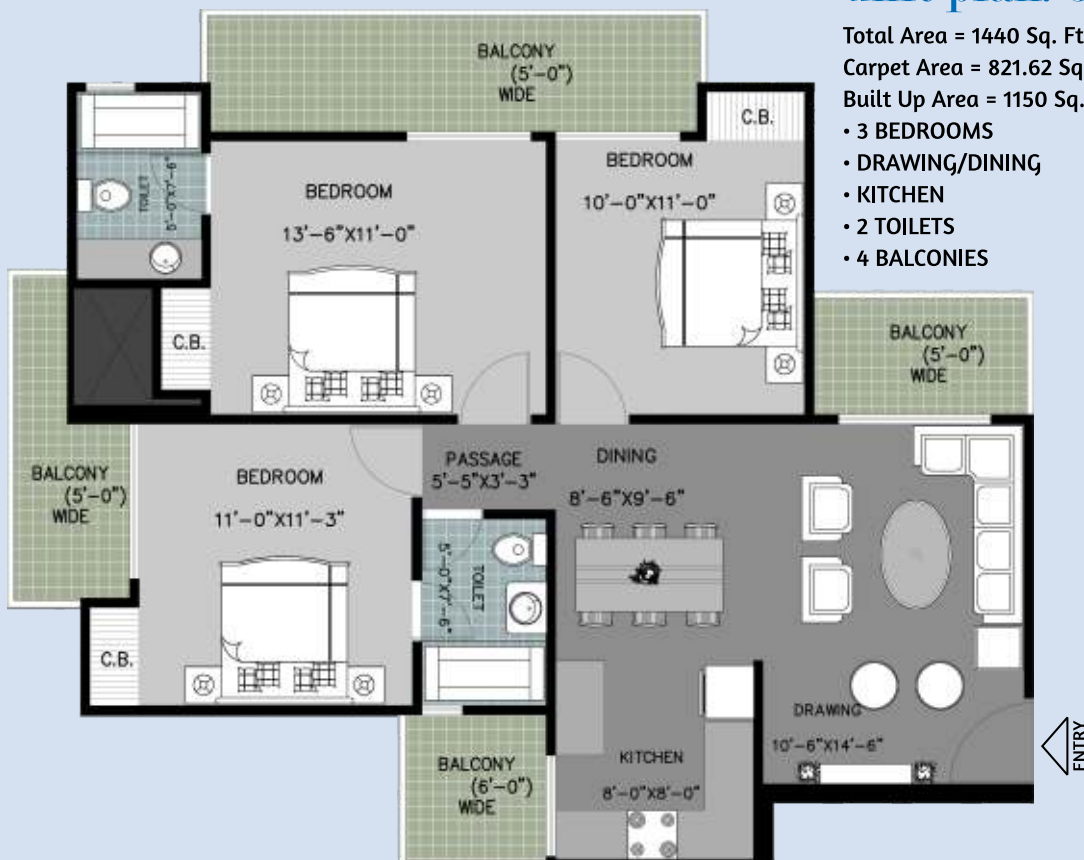 unit plan:
Total Area = 1440 Sq. Ft
Carpet Area = 821.62 Sq
Built Up Area = 1150 Sq.
• 3 BEDROOMS
• DRAWING/DINING
• KITCHEN
• 2 TOILETS
• 4 BALCONIES
BALCONY
(5'-0")
WIDE
C.B.
TOILET
5'-0"X7'-6"
BEDROOM
13'-6"X11'-0"
BEDROOM
10'-0"X11'-0"
C.B.
BALCONY
(5'-0")
WIDE
BALCONY
(5'-0")
WIDE
BEDROOM
11'-0"X11'-3"
PASSAGE
5'-5"X3'-3"
DINING
8'-6"X9'-6"
TOILET
5'-0"X7'-6"
C.B.
DRAWING
10'-6"X14'-6"
ENTRY
BALCONY
(6'-0")
WIDE
KITCHEN
8'-0"X8'-0"